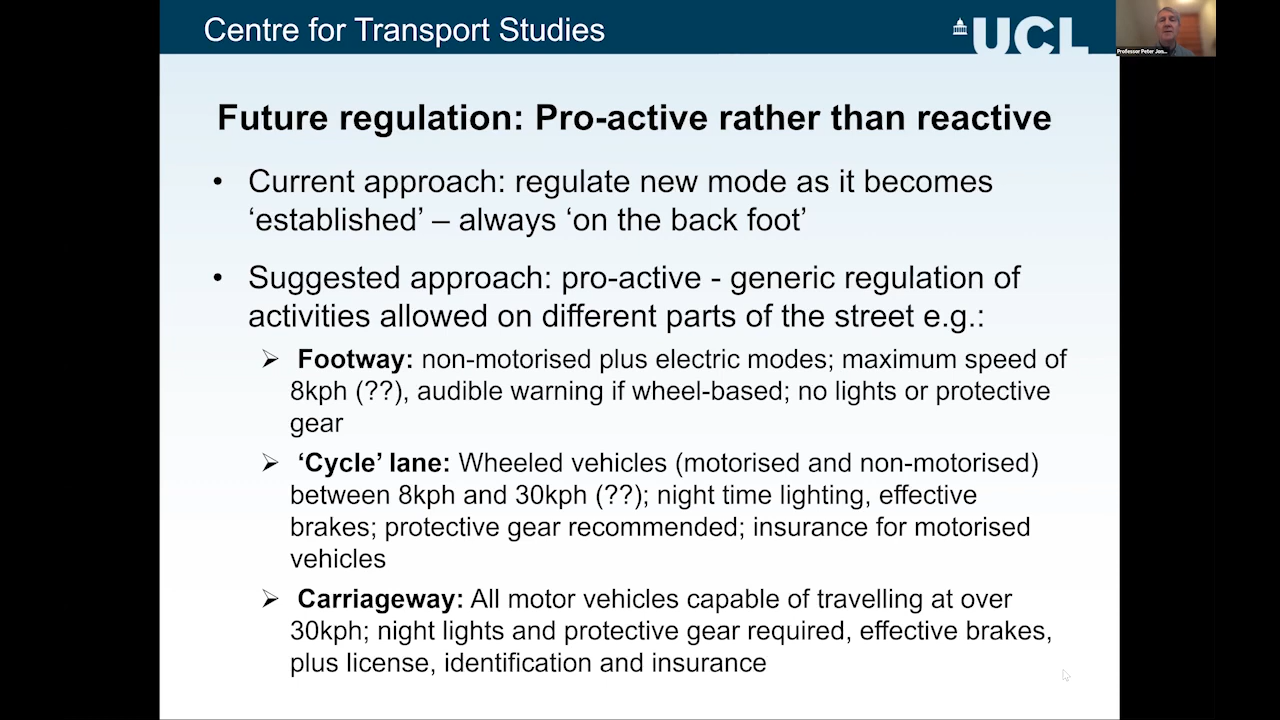 Centre for Transport Studies
UCL
Professor Peter Jon...
Future regulation: Pro-active rather than reactive
• Current approach: regulate new mode as it becomes
‘established’ – always ‘on the back foot’
• Suggested approach: pro-active - generic regulation of
activities allowed on different parts of the street e.g.:
➢ Footway: non-motorised plus electric modes; maximum speed of
8kph (??), audible warning if wheel-based; no lights or protective
gear
➢ ‘Cycle’ lane: Wheeled vehicles (motorised and non-motorised)
between 8kph and 30kph (??); night time lighting, effective
brakes; protective gear recommended; insurance for motorised
vehicles
➢ Carriageway: All motor vehicles capable of travelling at over
30kph; night lights and protective gear required, effective brakes,
plus license, identification and insurance